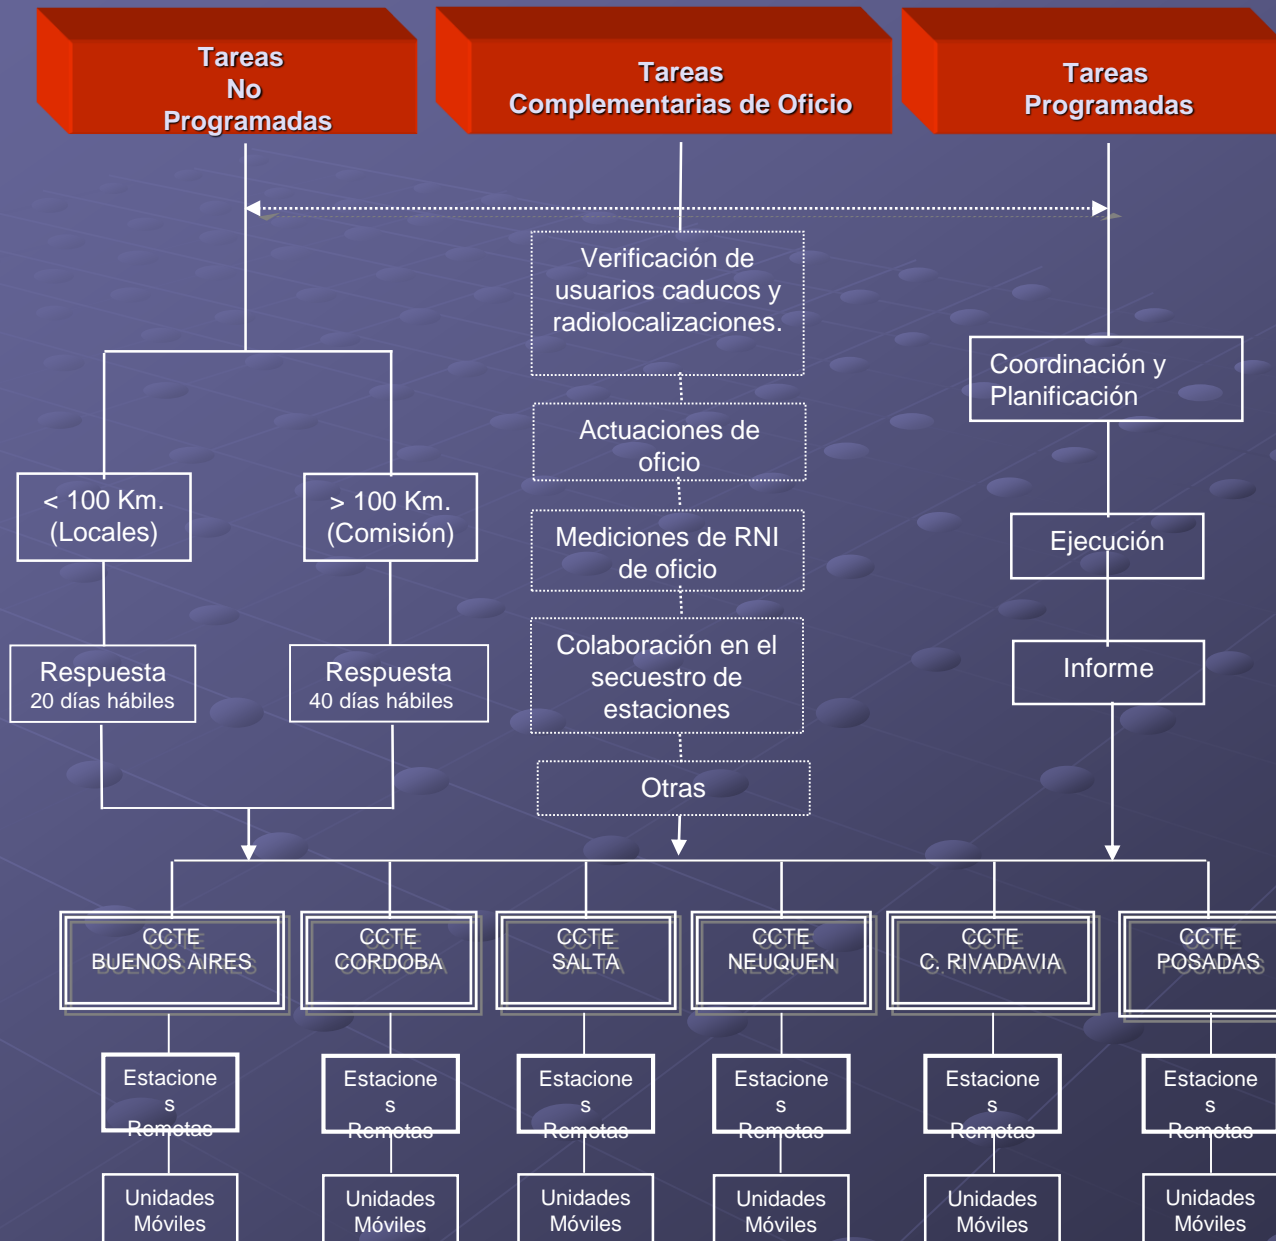 Tareas
No
Programadas
Tareas
Complementarias de Oficio
Tareas
Programadas
Verificación de
usuarios caducos y
radiolocalizaciones.
Actuaciones de
oficio
Mediciones de RNI
de oficio
Colaboración en el
secuestro de
estaciones
Otras
< 100 Km.
(Locales)
> 100 Km.
(Comisión)
Respuesta
20 días hábiles
Respuesta
40 días hábiles
Coordinación y
Planificación
Ejecución
Informe
CCTE
BUENOS AIRES
CCTE
CORDOBA
CCTE
SALTA
CCTE
NEUQUEN
CCTE
C. RIVADAVIA
CCTE
POSADAS
Estacione
s
Remotas
Estacione
s
Remotas
Estacione
s
Remotas
Estacione
s
Remotas
Estacione
s
Remotas
Estacione
s
Remotas
Unidades
Móviles
Unidades
Móviles
Unidades
Móviles
Unidades
Móviles
Unidades
Móviles
Unidades
Móviles